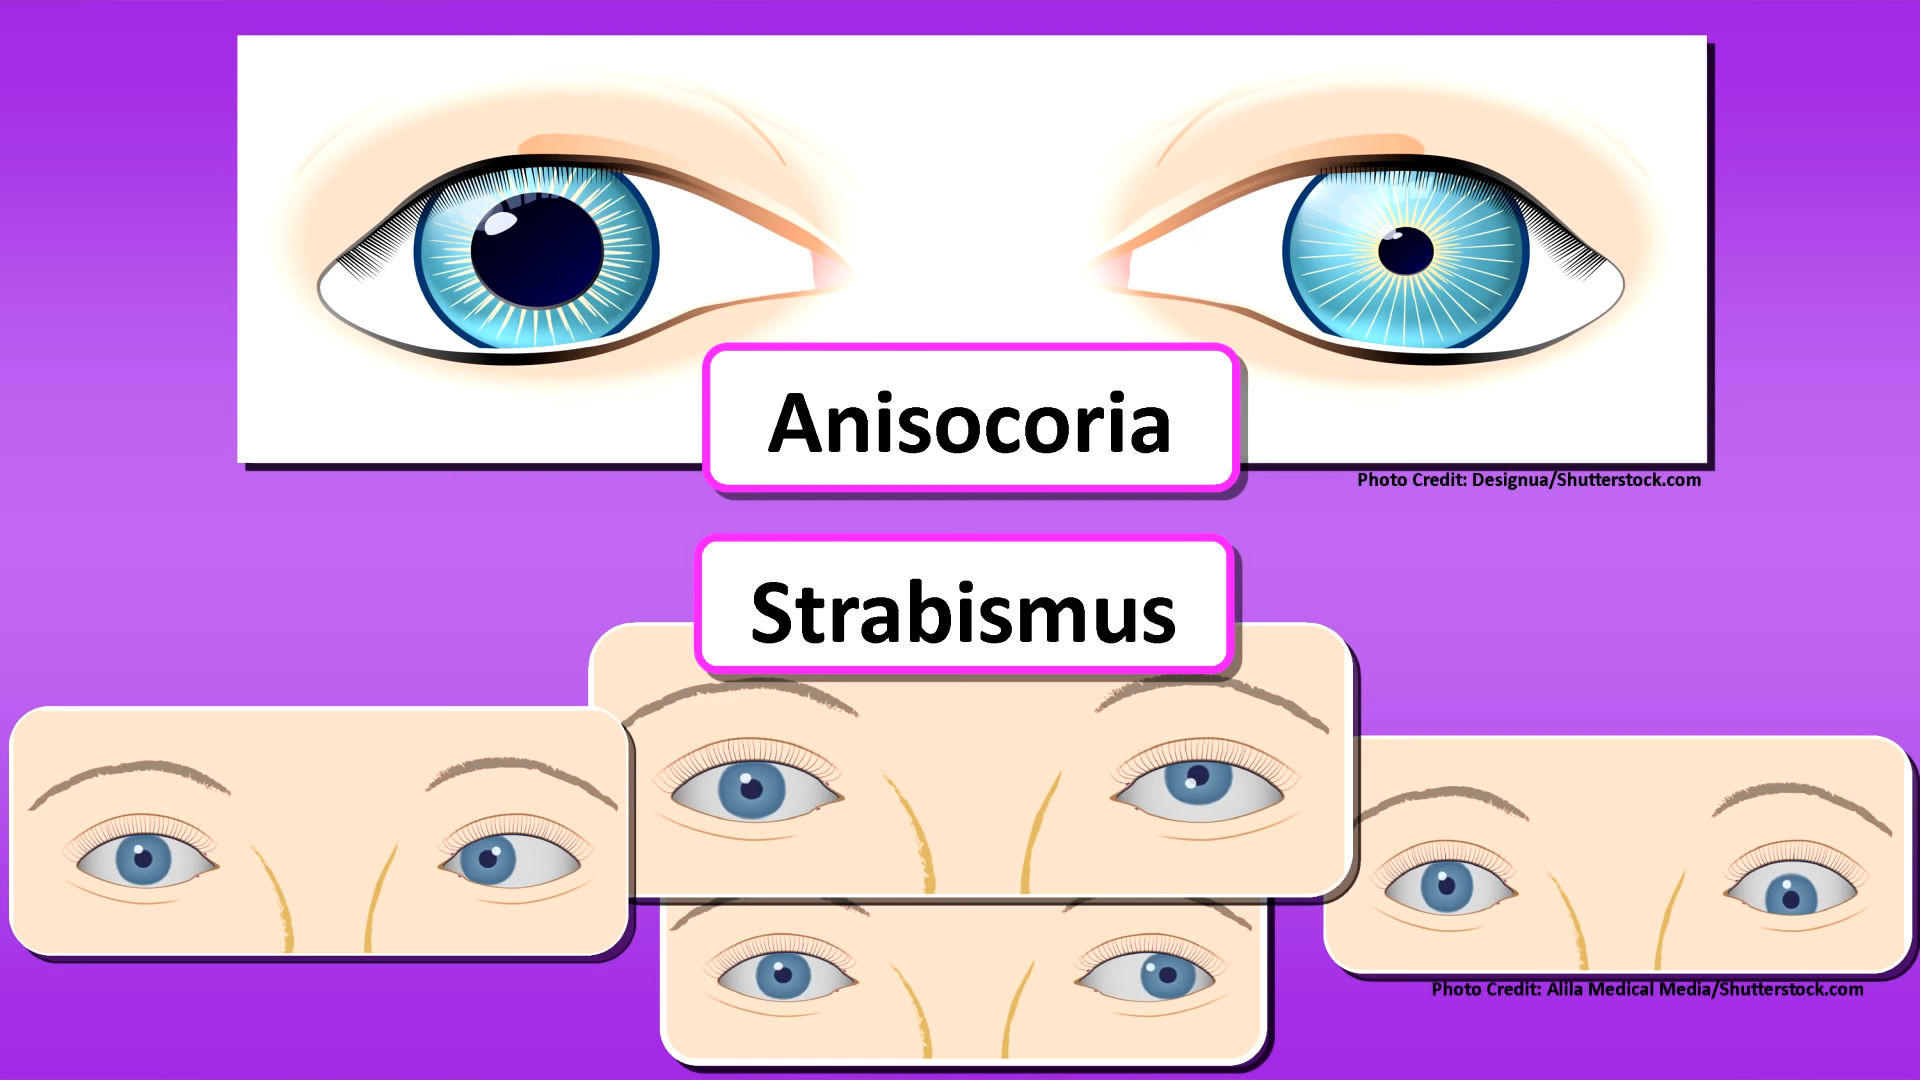 Anisocoria
Photo Credit: Designua/Shutterstock.com
Strabismus
Photo Credit: Alila Medical Media/Shutterstock.com